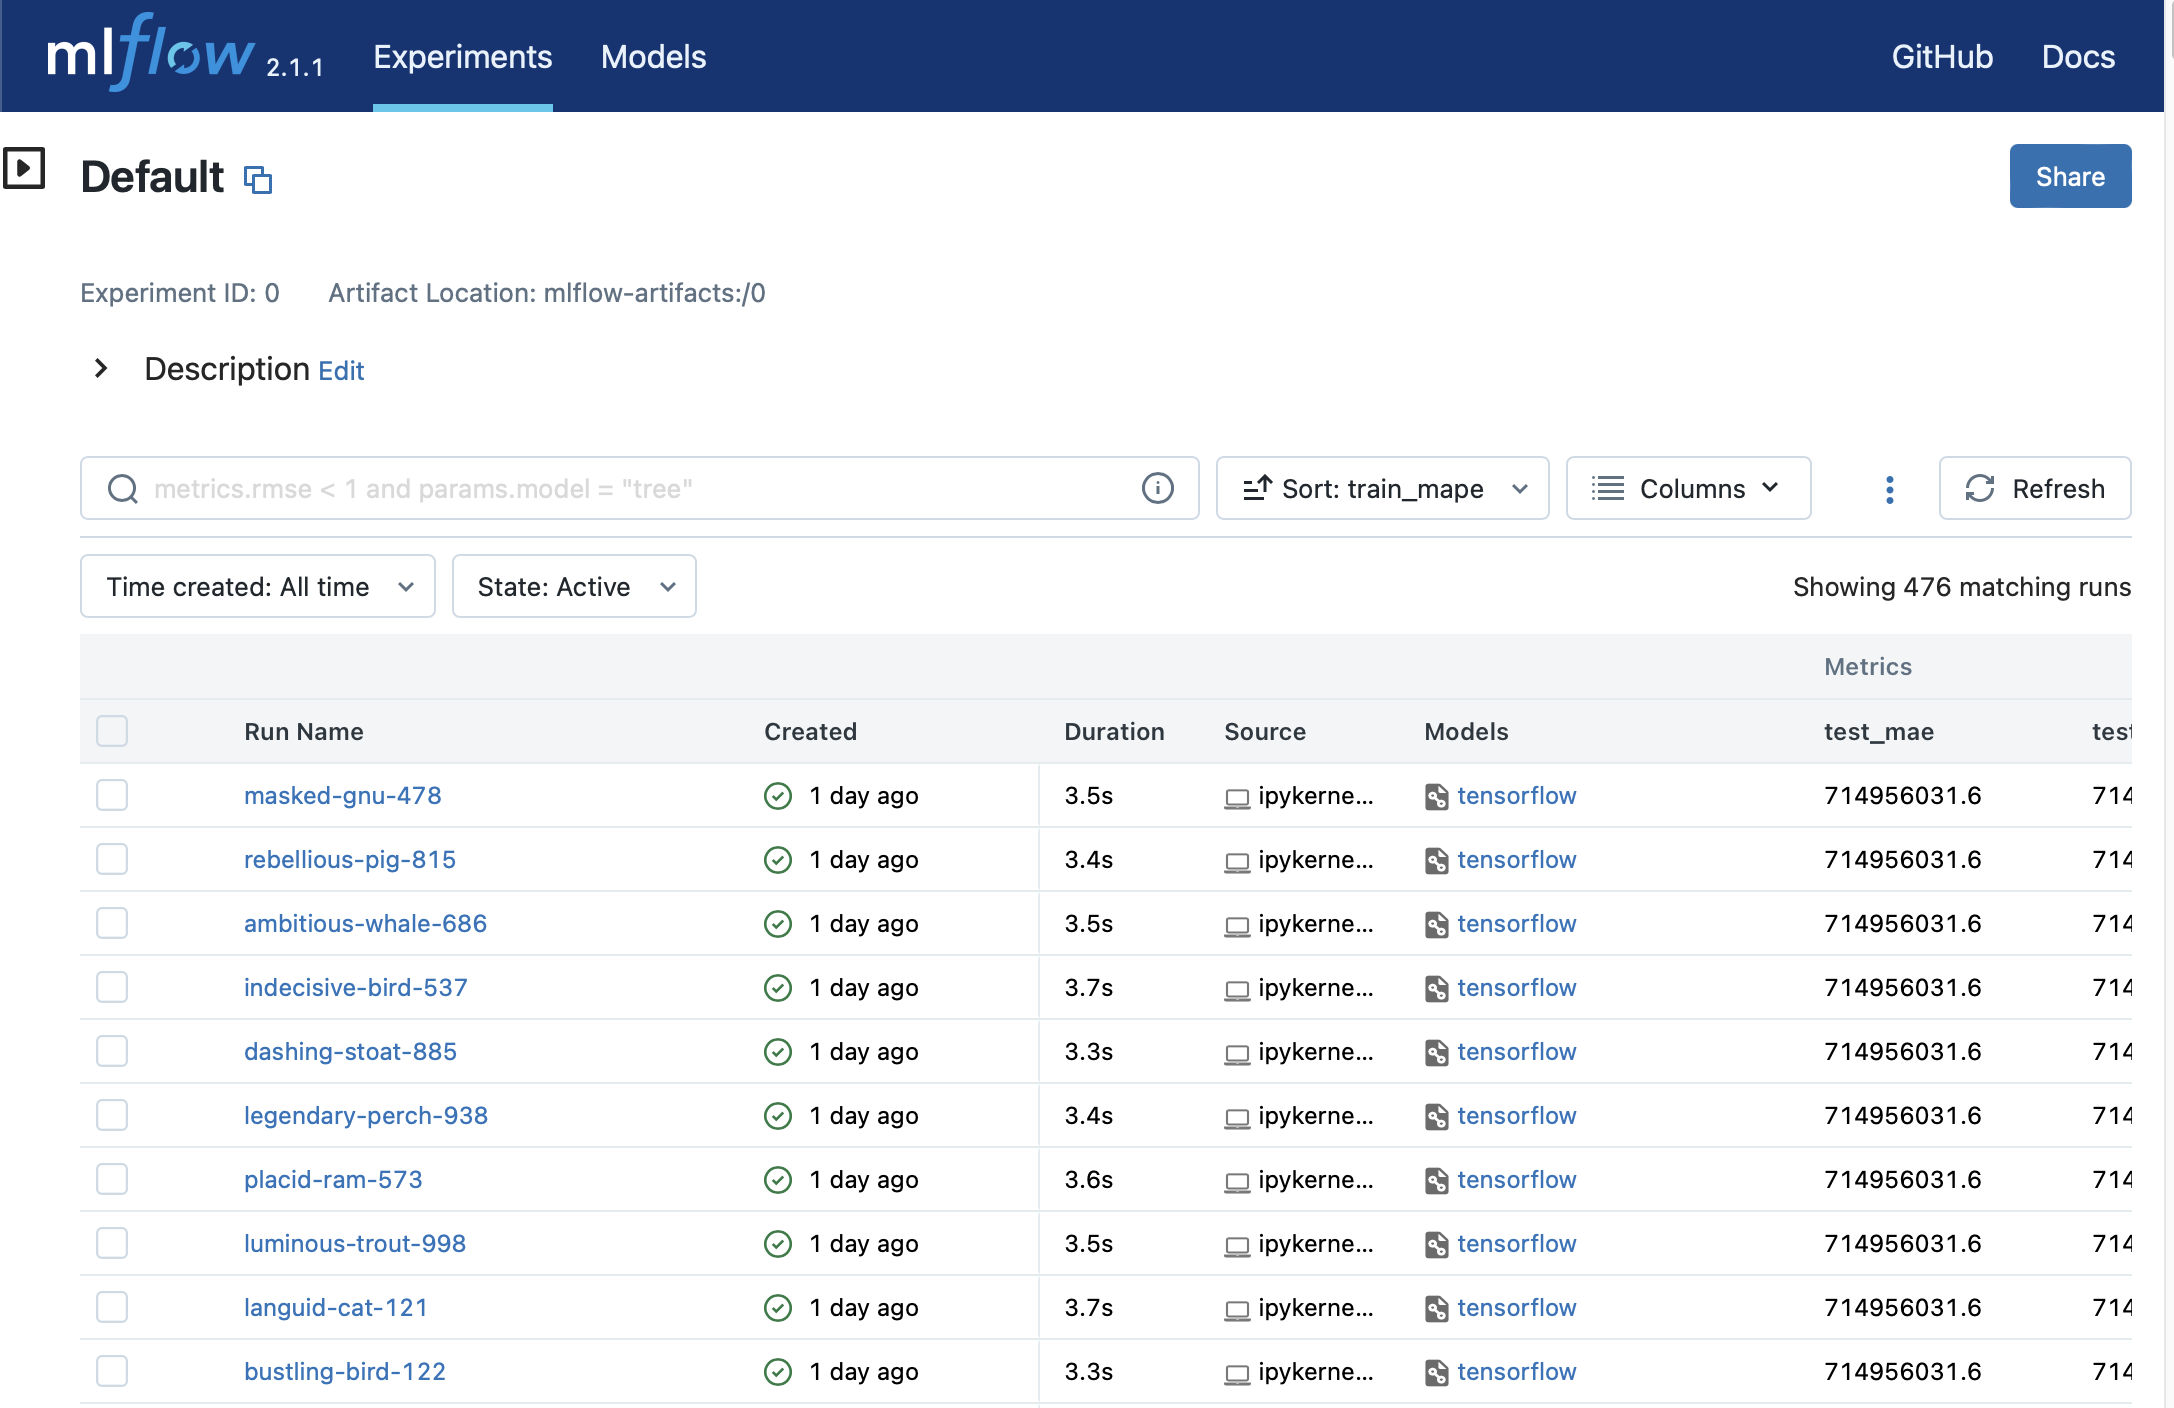 mlflow 2.1.1 Experiments Models GitHub Docs
Default Share
Experiment ID: 0 Artifact Location: mlflow-artifacts:/0
Description Edit
metrics.rmse < 1 and params.model = "tree" Sort: train_mape Columns Refresh
Time created: All time State: Active Showing 476 matching runs
Metrics
Run Name Created Duration Source Models test_mae test
masked-gnu-478 1 day ago 3.5s ipykerne... tensorflow 714956031.6 714
rebellious-pig-815 1 day ago 3.4s ipykerne... tensorflow 714956031.6 714
ambitious-whale-686 1 day ago 3.5s ipykerne... tensorflow 714956031.6 714
indecisive-bird-537 1 day ago 3.7s ipykerne... tensorflow 714956031.6 714
dashing-stoat-885 1 day ago 3.3s ipykerne... tensorflow 714956031.6 714
legendary-perch-938 1 day ago 3.4s ipykerne... tensorflow 714956031.6 714
placid-ram-573 1 day ago 3.6s ipykerne... tensorflow 714956031.6 714
luminous-trout-998 1 day ago 3.5s ipykerne... tensorflow 714956031.6 714
languid-cat-121 1 day ago 3.7s ipykerne... tensorflow 714956031.6 714
bustling-bird-122 1 day ago 3.3s ipykerne... tensorflow 714956031.6 714